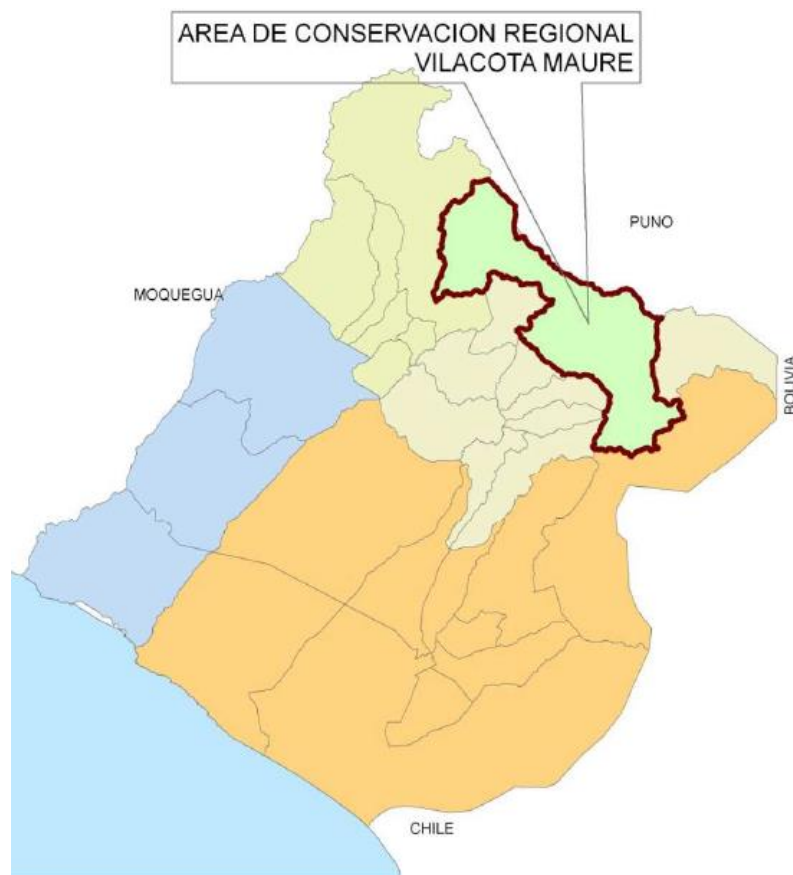 AREA DE CONSERVACION REGIONAL
VILACOTA MAURE
PUNO
MOQUEGUA
BOLIVIA
CHILE